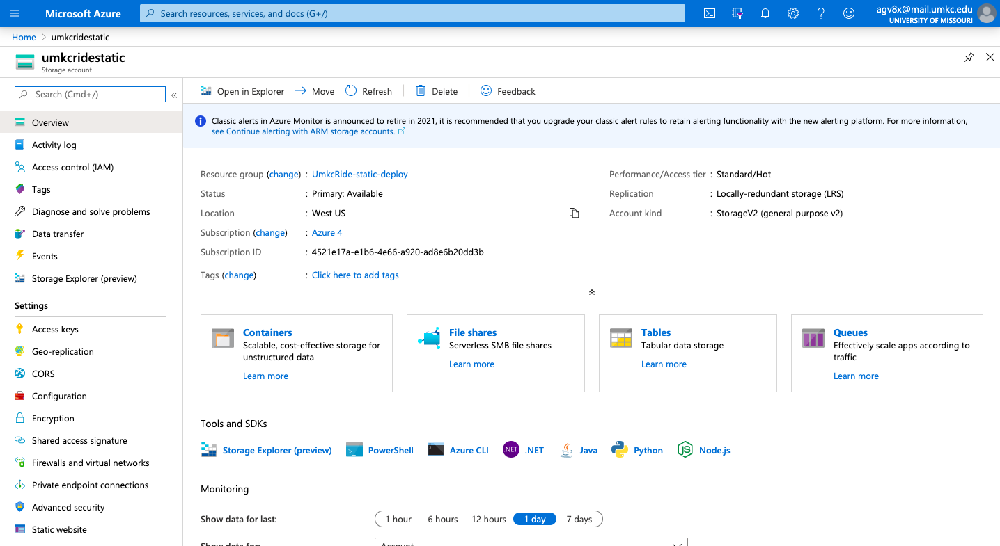 Microsoft Azure
Search resources, services, and docs (G+/)
agv8x@mail.umkc.edu
UNIVERSITY OF MISSOURI
Home > umkcridestatic
umkcridestatic
Storage account
Search (Cmd+/)
«
Overview
Activity log
Access control (IAM)
Tags
Diagnose and solve problems
Data transfer
Events
Storage Explorer (preview)
Settings
Access keys
Geo-replication
CORS
Configuration
Encryption
Shared access signature
Firewalls and virtual networks
Private endpoint connections
Advanced security
Static website
Open in Explorer Move Refresh Delete Feedback
Classic alerts in Azure Monitor is announced to retire in 2021, it is recommended that you upgrade your classic alert rules to retain alerting functionality with the new alerting platform. For more information,
see Continue alerting with ARM storage accounts.
Resource group (change) : UmkcRide-static-deploy
Status : Primary: Available
Location : West US
Subscription (change) : Azure 4
Subscription ID : 4521e17a-e1b6-4e66-a920-ad8e6b20dd3b
Tags (change) : Click here to add tags
Performance/Access tier : Standard/Hot
Replication : Locally-redundant storage (LRS)
Account kind : StorageV2 (general purpose v2)
Containers
Scalable, cost-effective storage for
unstructured data
Learn more
File shares
Serverless SMB file shares
Learn more
Tables
Tabular data storage
Learn more
Queues
Effectively scale apps according to
traffic
Learn more
Tools and SDKs
Storage Explorer (preview) PowerShell Azure CLI .NET .NET Java Python JS Node.js
Monitoring
Show data for last: 1 hour 6 hours 12 hours 1 day 7 days
Show data for: Account